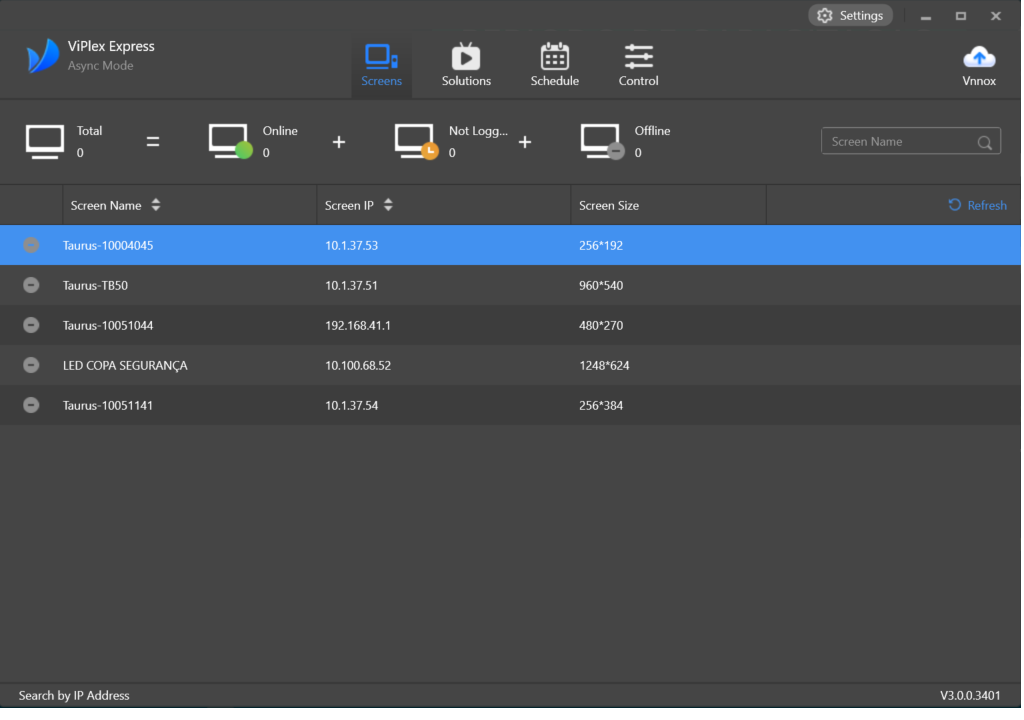 Settings
ViPlex Express
Async Mode
Screens
Solutions
Schedule
Control
Vnnox
Total
0
=
Online
0
+
Not Logg...
0
+
Offline
0
Screen Name
Screen Name
Screen IP
Screen Size
Refresh
Taurus-10004045 10.1.37.53 256*192
Taurus-TB50 10.1.37.51 960*540
Taurus-10051044 192.168.41.1 480*270
LED COPA SEGURANÇA 10.100.68.52 1248*624
Taurus-10051141 10.1.37.54 256*384
Search by IP Address
V3.0.0.3401